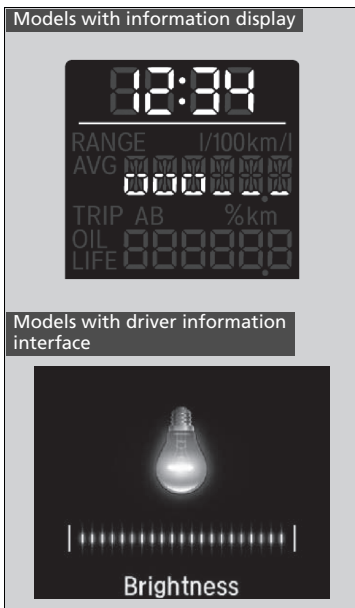 Models with information display
12:34
RANGE l/100km/l
AVG
TRIP AB %km
OIL
LIFE
Models with driver information
interface
Brightness